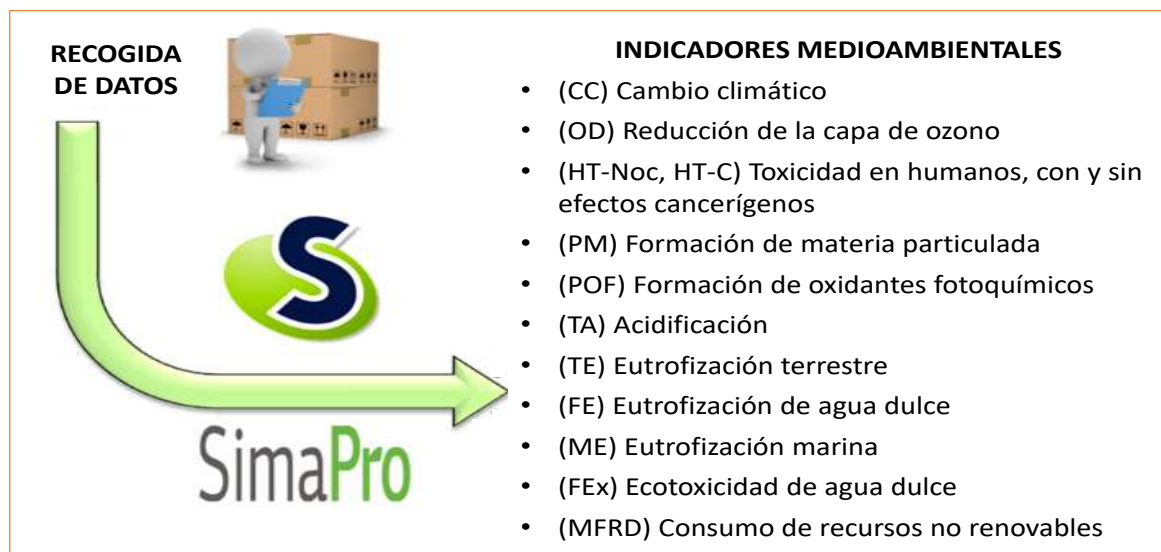 RECOGIDA
DE DATOS
SimaPro
INDICADORES MEDIOAMBIENTALES
• (CC) Cambio climático
• (OD) Reducción de la capa de ozono
• (HT-Noc, HT-C) Toxicidad en humanos, con y sin
efectos cancerígenos
• (PM) Formación de materia particulada
• (POF) Formación de oxidantes fotoquímicos
• (TA) Acidificación
• (TE) Eutrofización terrestre
• (FE) Eutrofización de agua dulce
• (ME) Eutrofización marina
• (FEx) Ecotoxicidad de agua dulce
• (MFRD) Consumo de recursos no renovables